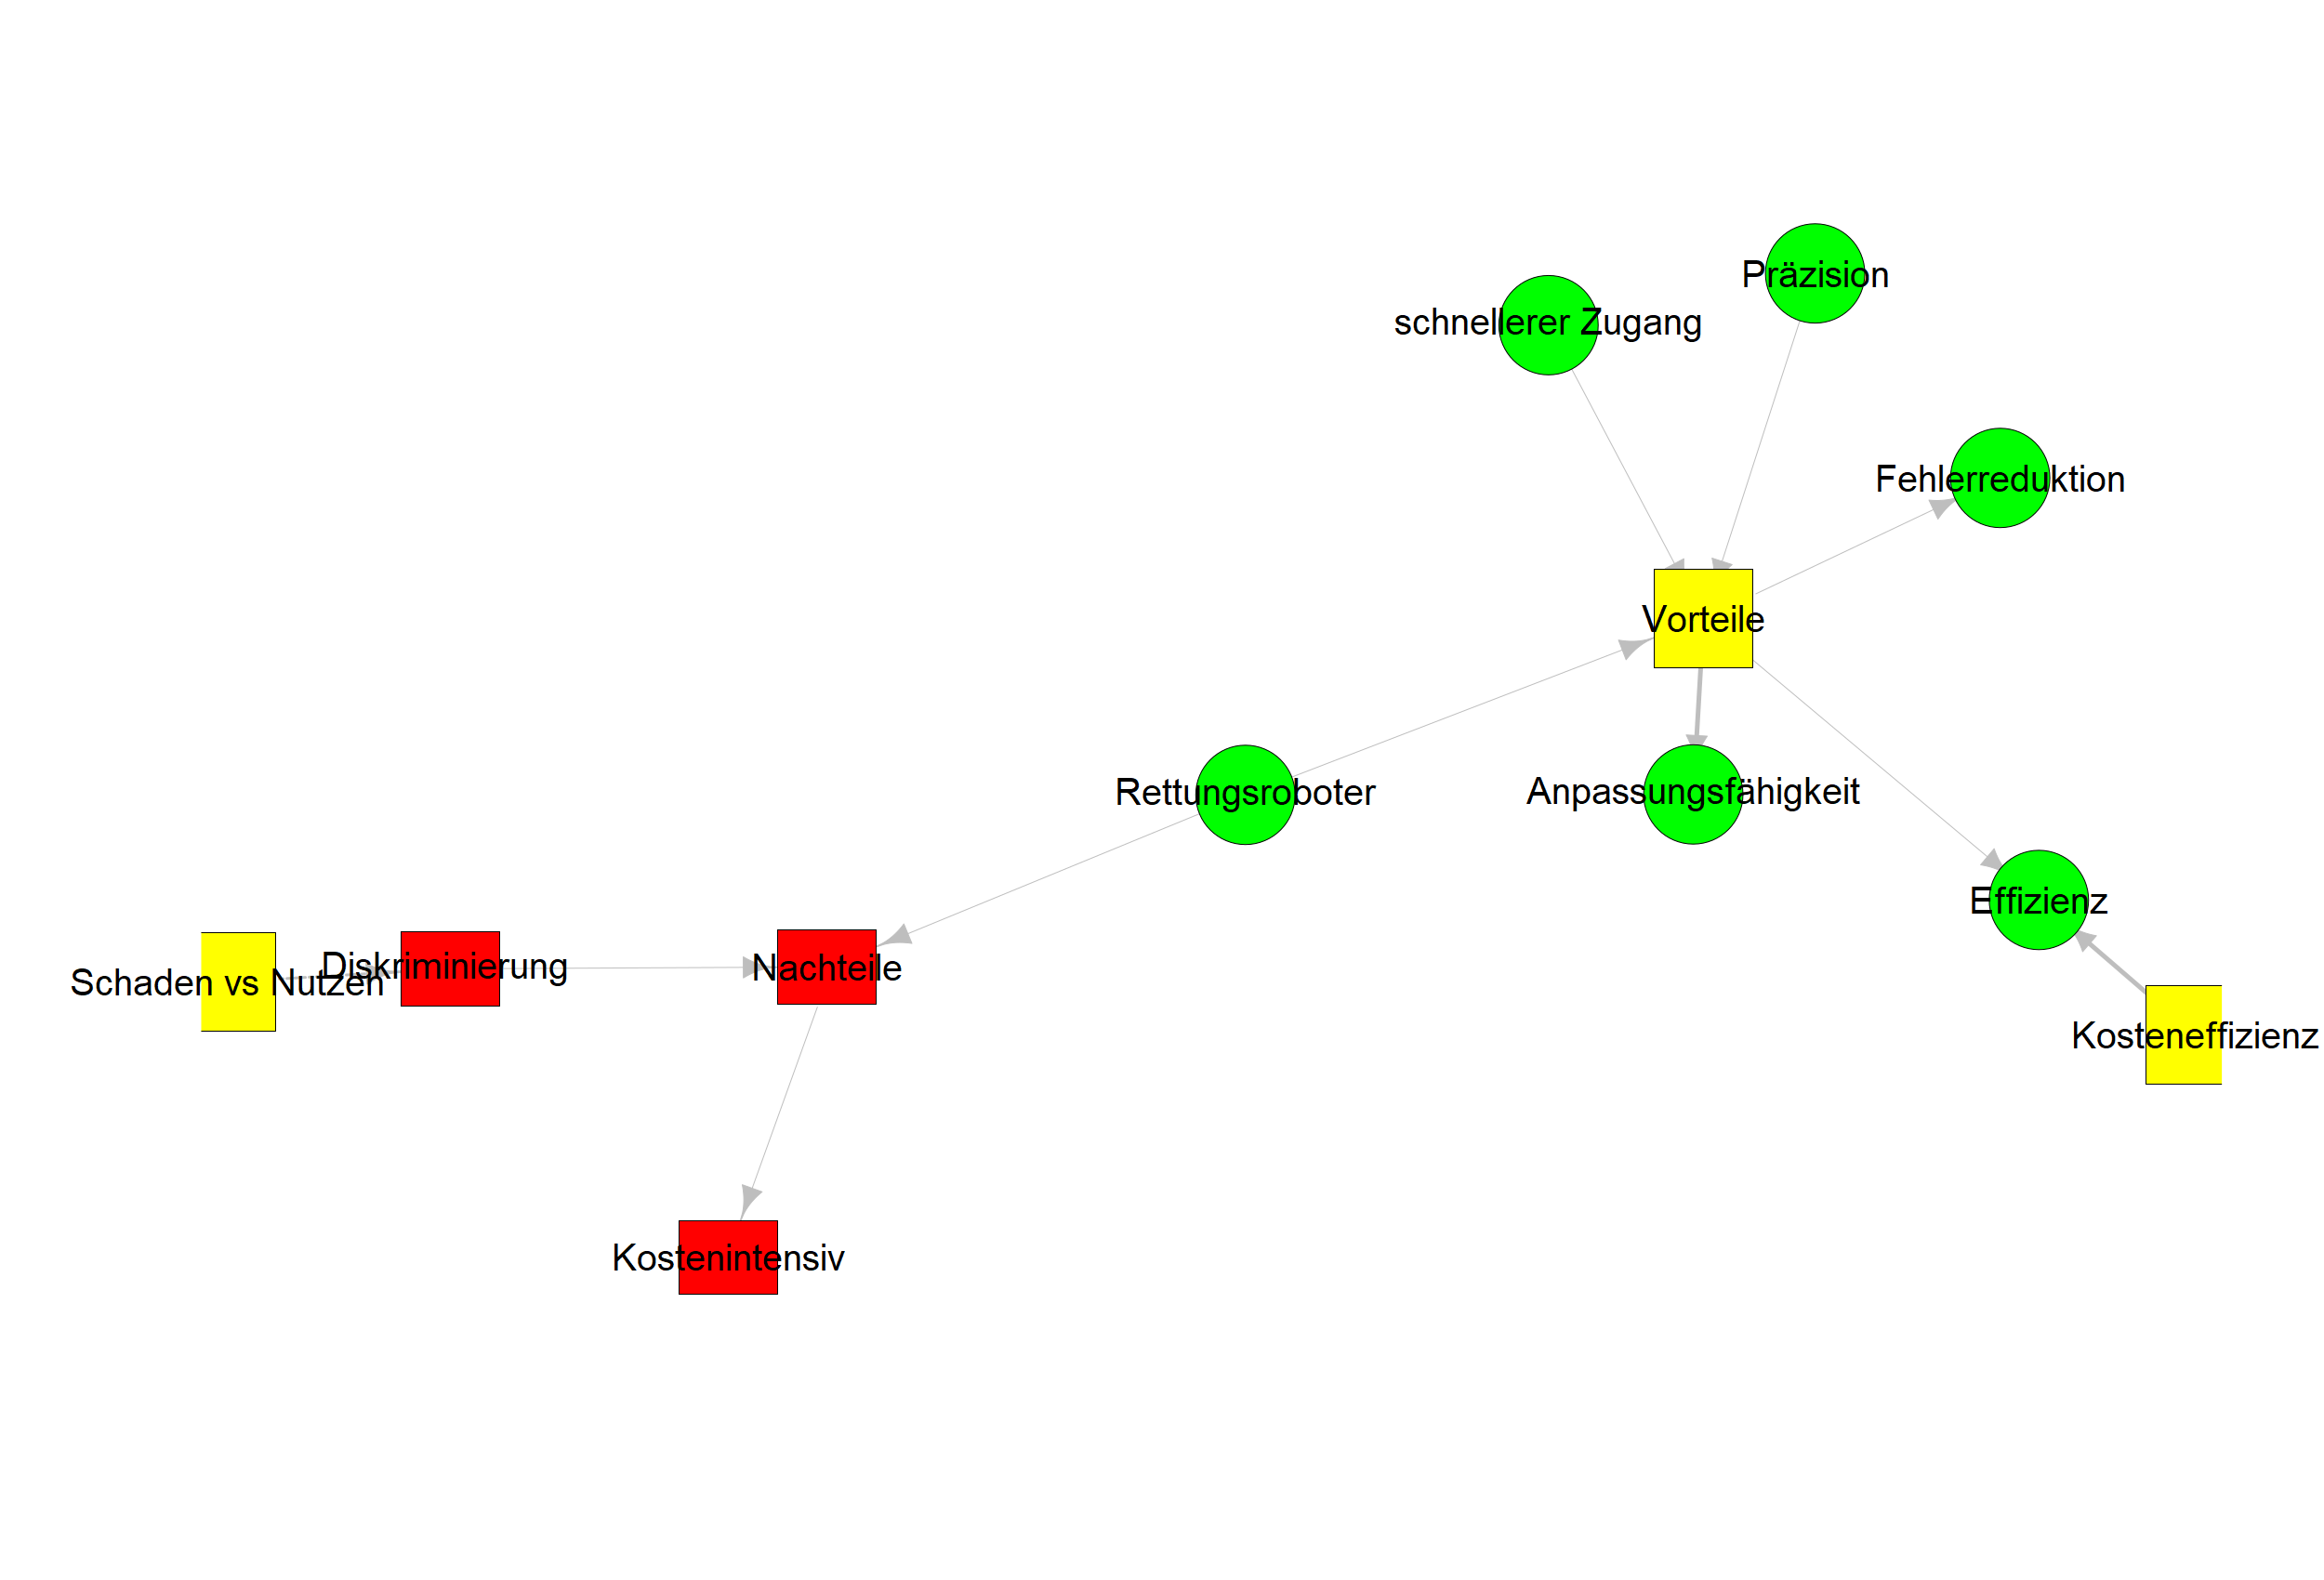 Präzision
schnellerer Zugang
Fehlerreduktion
Vorteile
Rettungsroboter
Anpassungsfähigkeit
Effizienz
Diskriminierung
Nachteile
Schaden vs Nutzen
Kosteneffizienz
Kostenintensiv